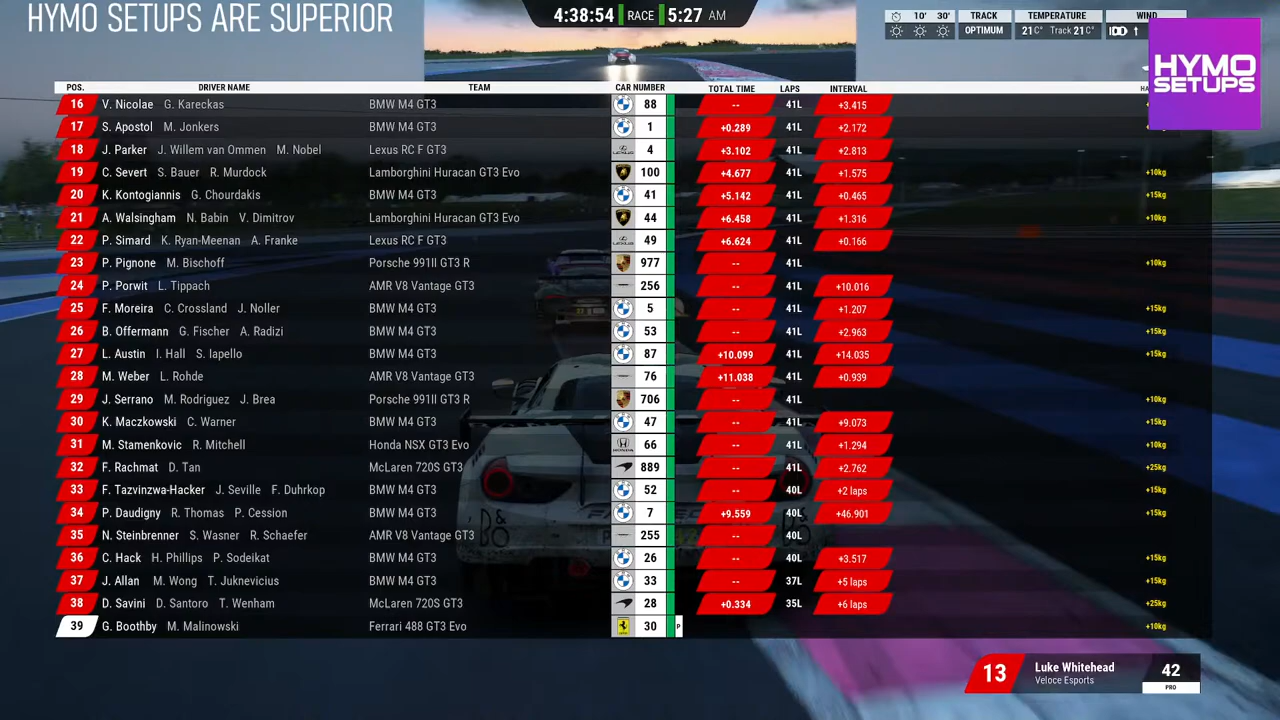 HYMO SETUPS ARE SUPERIOR
4:38:54 RACE 5:27 AM
10' 30' TRACK TEMPERATURE WIND
OPTIMUM 21C° Track 21C°
HYMO
SETUPS
POS. DRIVER NAME TEAM CAR NUMBER TOTAL TIME LAPS INTERVAL
16 V. Nicolae G. Kareckas BMW M4 GT3 88 -- 41L +3.415
17 S. Apostol M. Jonkers BMW M4 GT3 1 +0.289 41L +2.172
18 J. Parker J. Willem van Ommen M. Nobel Lexus RC F GT3 LEXUS 4 +3.102 41L +2.813
19 C. Severt S. Batle R. Murdock Lamborghini Huracan GT3 Evo 100 +4.677 41L +1.575 +10kg
20 K. Kontogiannis J. Chourdakis BMW M4 GT3 41 +5.142 41L +0.465 +15kg
21 A. Walsingham N. Babin V. Dimitrov Lamborghini Huracan GT3 Evo 44 +6.458 41L +1.316 +10kg
22 P. Simard K. Ryan-Meenan A. Franke Lexus RC F GT3 LEXUS 49 +6.624 41L +0.166
23 P. Pignone M. Bischoff Porsche 991II GT3 R 977 -- 41L +10kg
24 P. Porwit L. Tippach AMR V8 Vantage GT3 256 -- 41L +10.016
25 F. Moreira C. Crossland J. Noller BMW M4 GT3 5 -- 41L +1.207 +15kg
26 B. Offermann G. Fischer A. Radizi BMW M4 GT3 53 -- 41L +2.963 +15kg
27 L. Austin I. Hall S. Iapello BMW M4 GT3 87 +10.099 41L +14.035 +15kg
28 M. Weber L. Rohde AMR V8 Vantage GT3 76 +11.038 41L +0.939
29 J. Serrano M. Rodriguez J. Brea Porsche 991II GT3 R 706 -- 41L +10kg
30 K. Maczkowski J. Warner BMW M4 GT3 47 -- 41L +9.073 +15kg
31 M. Stamenkovic R. Mitchell Honda NSX GT3 Evo HONDA 66 -- 41L +1.294 +10kg
32 F. Rachmat D. Tan McLaren 720S GT3 889 -- 41L +2.762 +25kg
33 F. Tazvinzwa-Hacker J. Seville F. Duhrkop BMW M4 GT3 52 -- 40L +2 laps +15kg
34 P. Daudigny R. Thomas P. Cession BMW M4 GT3 7 +9.559 40L +46.901 +15kg
35 N. Steinbrenner S. Wenner R. Schaefer AMR V8 Vantage GT3 255 -- 40L
36 C. Hack H. Phillips P. Sodeikat BMW M4 GT3 26 -- 40L +3.517 +15kg
37 J. Allan M. Wong T. Juknevicius BMW M4 GT3 33 -- 37L +5 laps +15kg
38 D. Savini D. Santoro T. Wenham McLaren 720S GT3 28 +0.334 35L +6 laps +25kg
39 G. Boothby M. Malinowski Ferrari 488 GT3 Evo 30 P +10kg
13 Luke Whitehead 42
Veloce Esports PRO